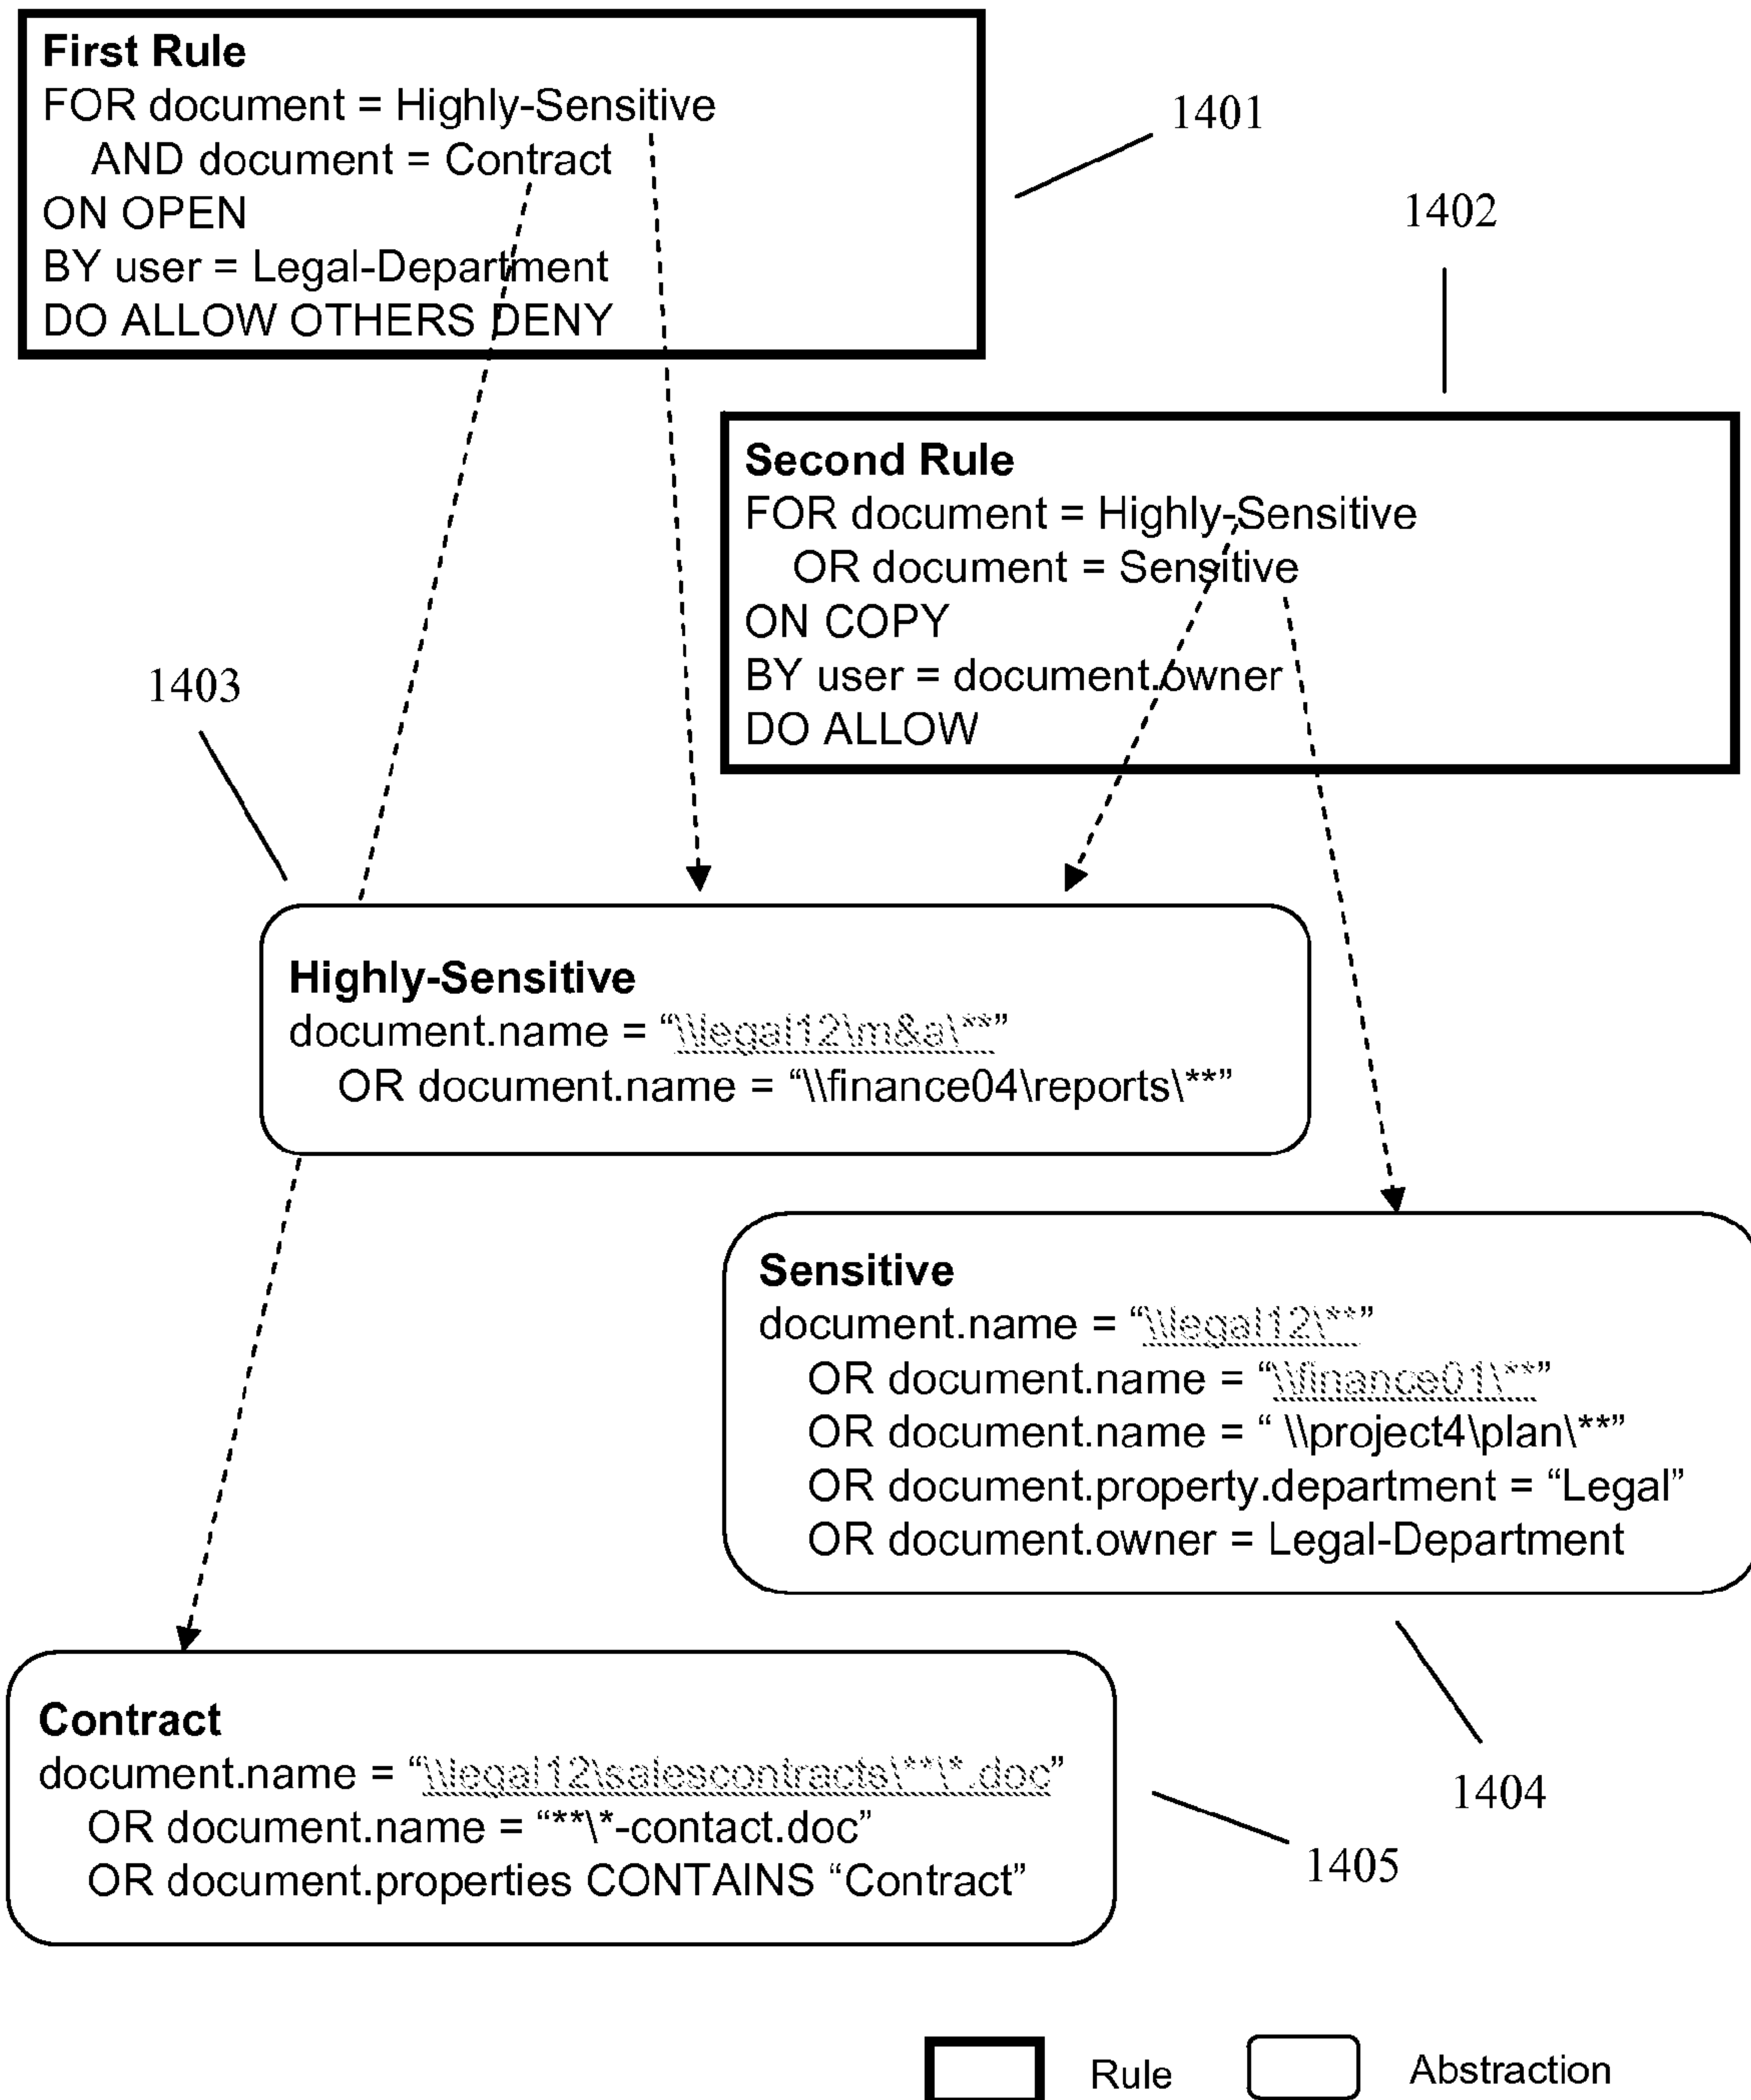 First Rule
FOR document = Highly-Sensitive
AND document = Contract
ON OPEN
BY user = Legal-Department
DO ALLOW OTHERS DENY
1401
1402
Second Rule
FOR document = Highly-Sensitive
OR document = Sensitive
ON COPY
BY user = document.owner
DO ALLOW
1403
Highly-Sensitive
document.name = “\\legal12\m&a\**”
OR document.name = “\\finance04\reports\**”
Sensitive
document.name = “\\legal12\**”
OR document.name = “\\finance01\**”
OR document.name = “ \\project4\plan\**”
OR document.property.department = “Legal”
OR document.owner = Legal-Department
1404
Contract
document.name = “\\legal12\salescontracts\**\*.doc”
OR document.name = “**\*-contact.doc”
OR document.properties CONTAINS “Contract”
1405
Rule
Abstraction